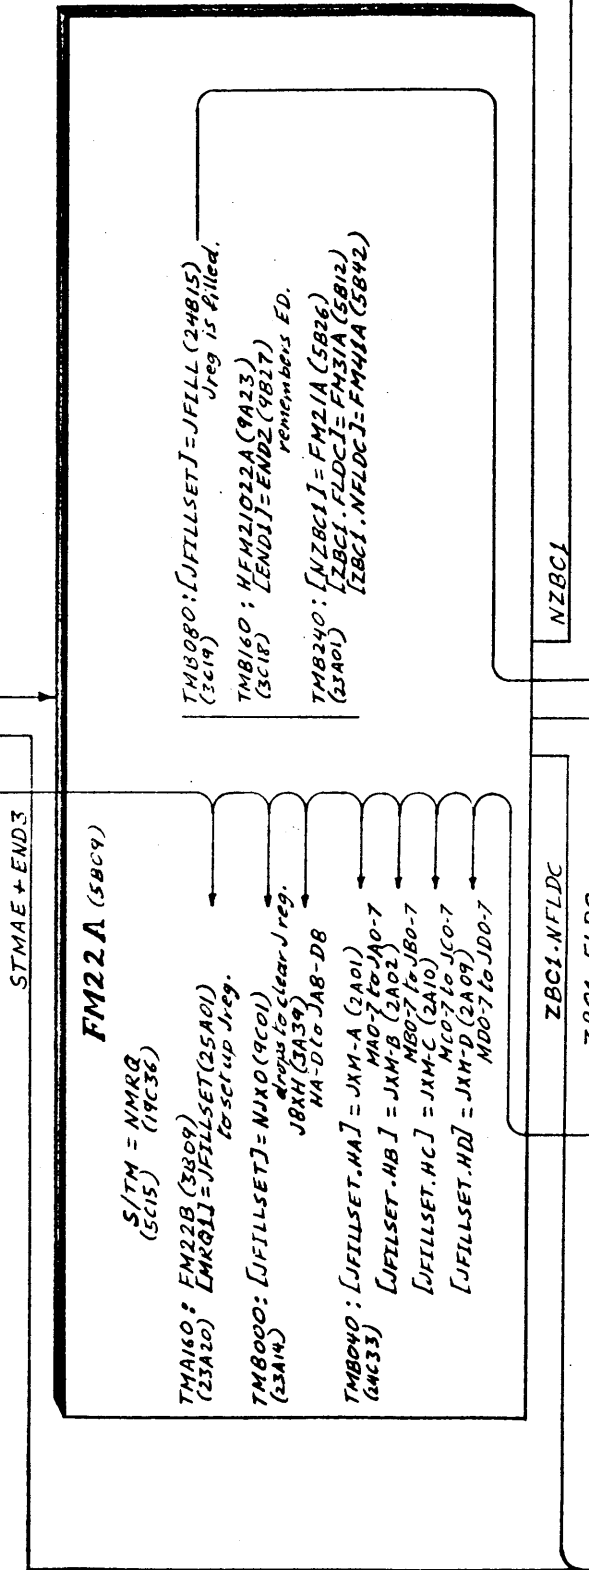 STMAE + END3
FM22A (5BC9)
S/TM = NMRQ
(5C15) (19C36)
TMA160: FM22B (3B09)
(23A20) [MRQ1]=JFILLSET(25A01)
to set up Jreg.
TMB000: [JFILLSET]=NJXO (9C01)
(23A14) drops to clear J reg.
JBXH (3A39)
HA-D to JA8-D8
TMB040: [JFILLSET.HA]=JXM-A (2A01)
(24C33) MA0-7 to JA0-7
[JFILSET.HB]=JXM-B (2A02)
MB0-7 to JB0-7
[JFILLSET.HC]=JXM-C (2A10)
MC0-7 to JC0-7
[JFILLSET.HD]=JXM-D (2A09)
MD0-7 to JD0-7
TMB080: [JFILLSET]=JFILL (24B15)
(3C19) Jreg is filled.
TMB160: HFM21022A (9A23)
(3C18) [END1]=END2 (9B27)
remembers ED.
TMB240: [NZBC1]=FM21A (5B26)
(23A01) [ZBC1.FLDC]=FM31A (5B12)
[ZBC1.NFLDC]=FM41A (5B42)
NZBC1
ZBC1.NFLDC